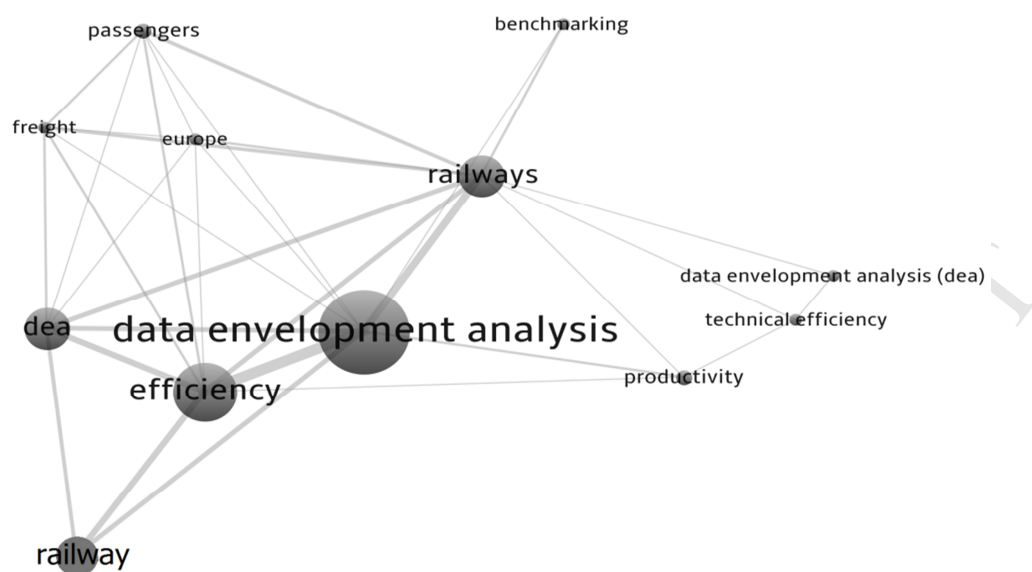 benchmarking
passengers
freight
europe
railways
data envelopment analysis (dea)
technical efficiency
dea
data envelopment analysis
productivity
efficiency
railway